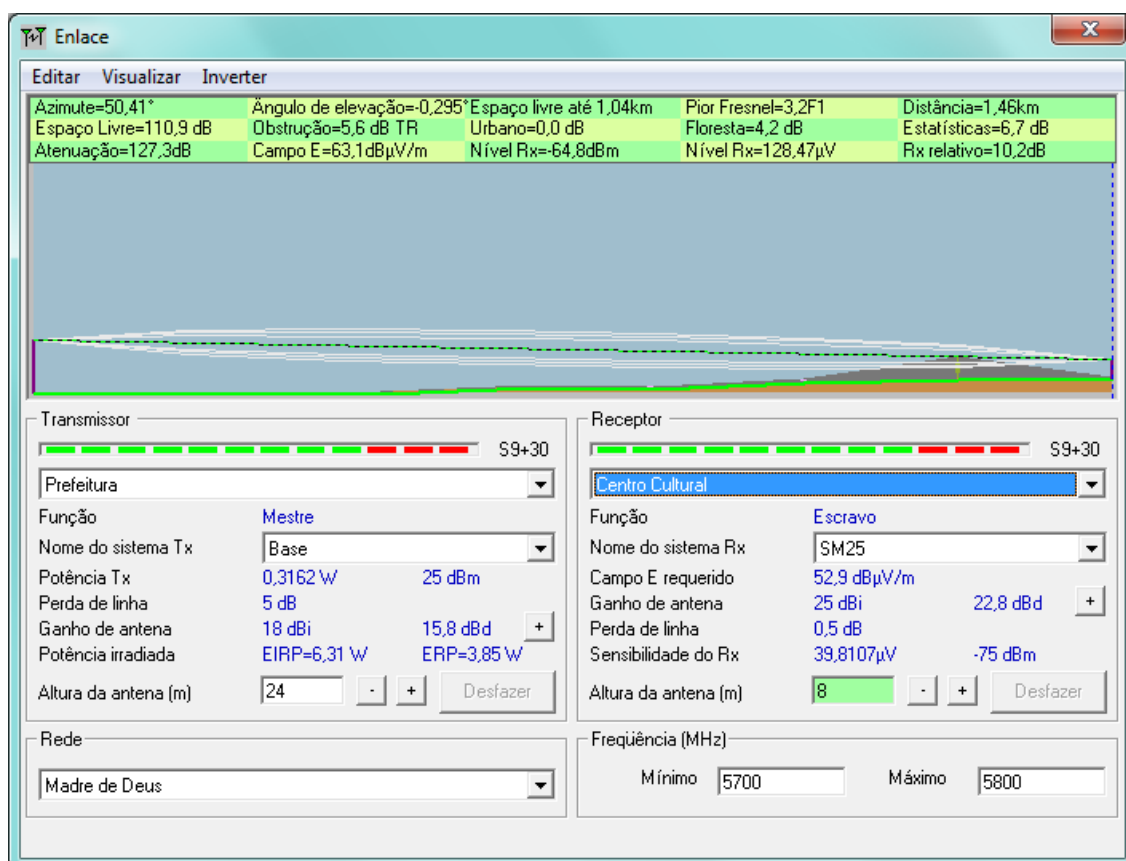 Enlace
Editar Visualizar Inverter
Azimute=50,41° Ângulo de elevação=-0,295° Espaço livre até 1,04km Pior Fresnel=3,2F1 Distância=1,46km
Espaço Livre=110,9 dB Obstrução=5,6 dB TR Urbano=0,0 dB Floresta=4,2 dB Estatísticas=6,7 dB
Atenuação=127,3dB Campo E=63,1dBµV/m Nível Rx=-64,8dBm Nível Rx=128,47µV Rx relativo=10,2dB
Transmissor
S9+30
Prefeitura
Função Mestre
Nome do sistema Tx Base
Potência Tx 0,3162 W 25 dBm
Perda de linha 5 dB
Ganho de antena 18 dBi 15,8 dBd +
Potência irradiada EIRP=6,31 W ERP=3,85 W
Altura da antena (m) 24 - + Desfazer
Receptor
S9+30
Centro Cultural
Função Escravo
Nome do sistema Rx SM25
Campo E requerido 52,9 dBµV/m
Ganho de antena 25 dBi 22,8 dBd +
Perda de linha 0,5 dB
Sensibilidade do Rx 39,8107µV -75 dBm
Altura da antena (m) 8 - + Desfazer
Rede
Madre de Deus
Freqüência (MHz)
Mínimo 5700 Máximo 5800